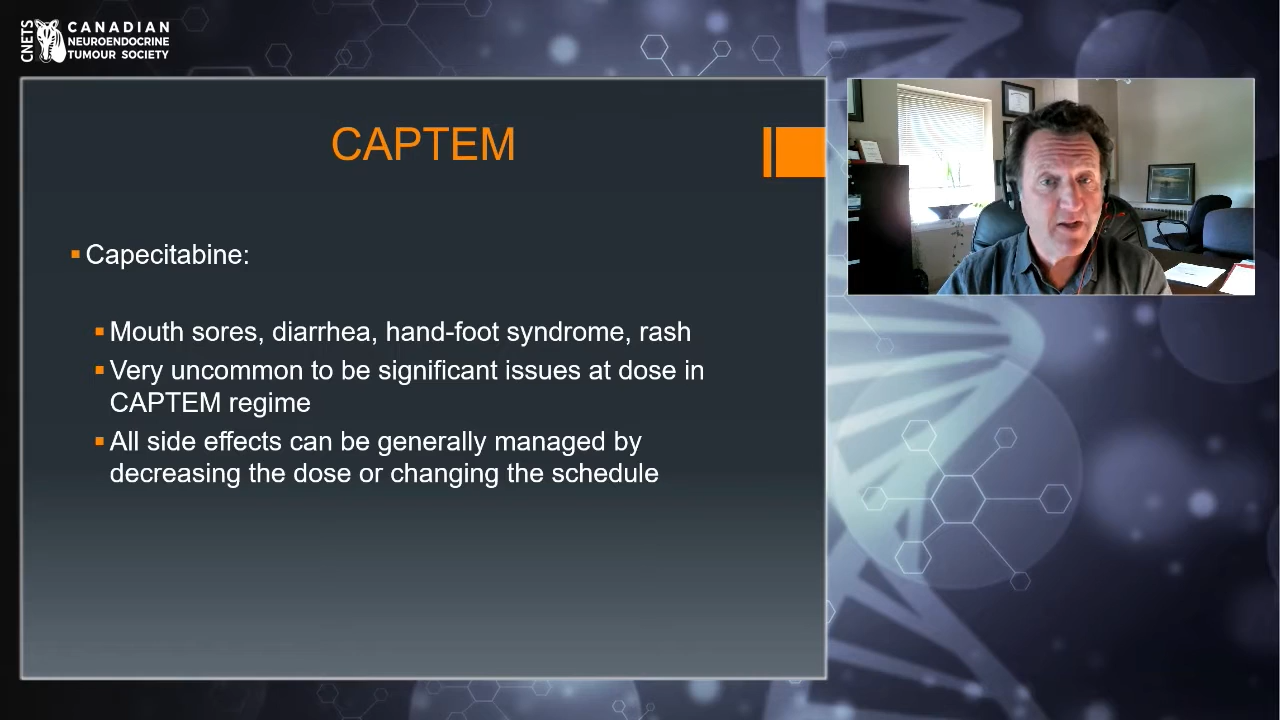 CNETS
CANADIAN
NEUROENDOCRINE
TUMOUR SOCIETY
CAPTEM
Capecitabine:
Mouth sores, diarrhea, hand-foot syndrome, rash
Very uncommon to be significant issues at dose in
CAPTEM regime
All side effects can be generally managed by
decreasing the dose or changing the schedule